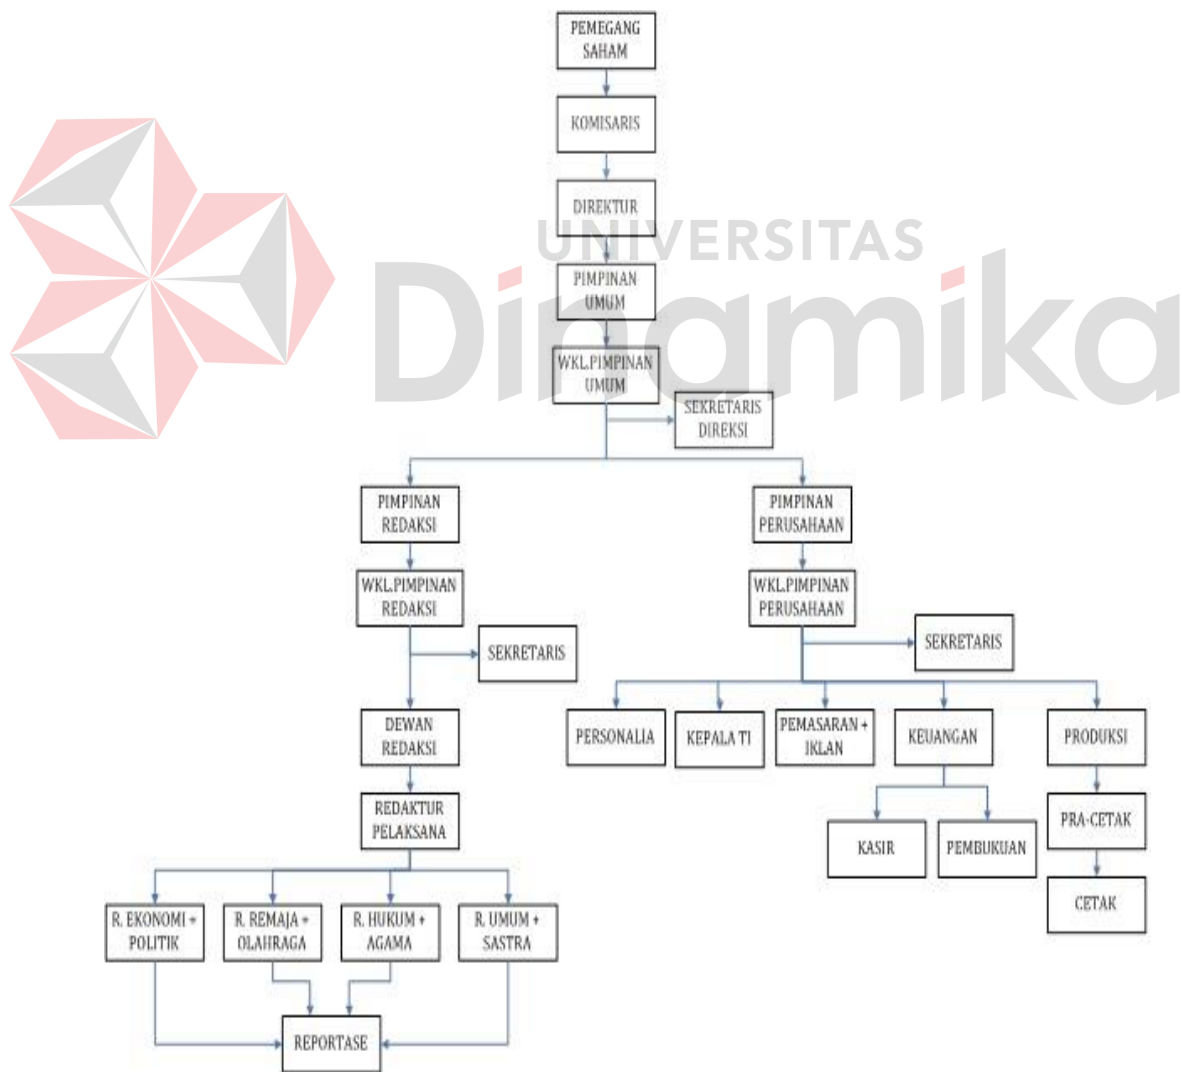 PEMEGANG
SAHAM
KOMISARIS
DIREKTUR
UNIVERSITAS
Dinamika
PIMPINAN
UMUM
WKL.PIMPINAN
UMUM
SEKRETARIS
DIREKSI
PIMPINAN
REDAKSI
PIMPINAN
PERUSAHAAN
WKL.PIMPINAN
REDAKSI
WKL.PIMPINAN
PERUSAHAAN
SEKRETARIS
SEKRETARIS
DEWAN
REDAKSI
PERSONALIA
KEPALA TI
PEMASARAN +
IKLAN
KEUANGAN
PRODUKSI
REDAKTUR
PELAKSANA
KASIR
PEMBUKUAN
PRA-CETAK
CETAK
R. EKONOMI +
POLITIK
R. REMAJA +
OLAHRAGA
R. HUKUM +
AGAMA
R. UMUM +
SASTRA
REPORTASE